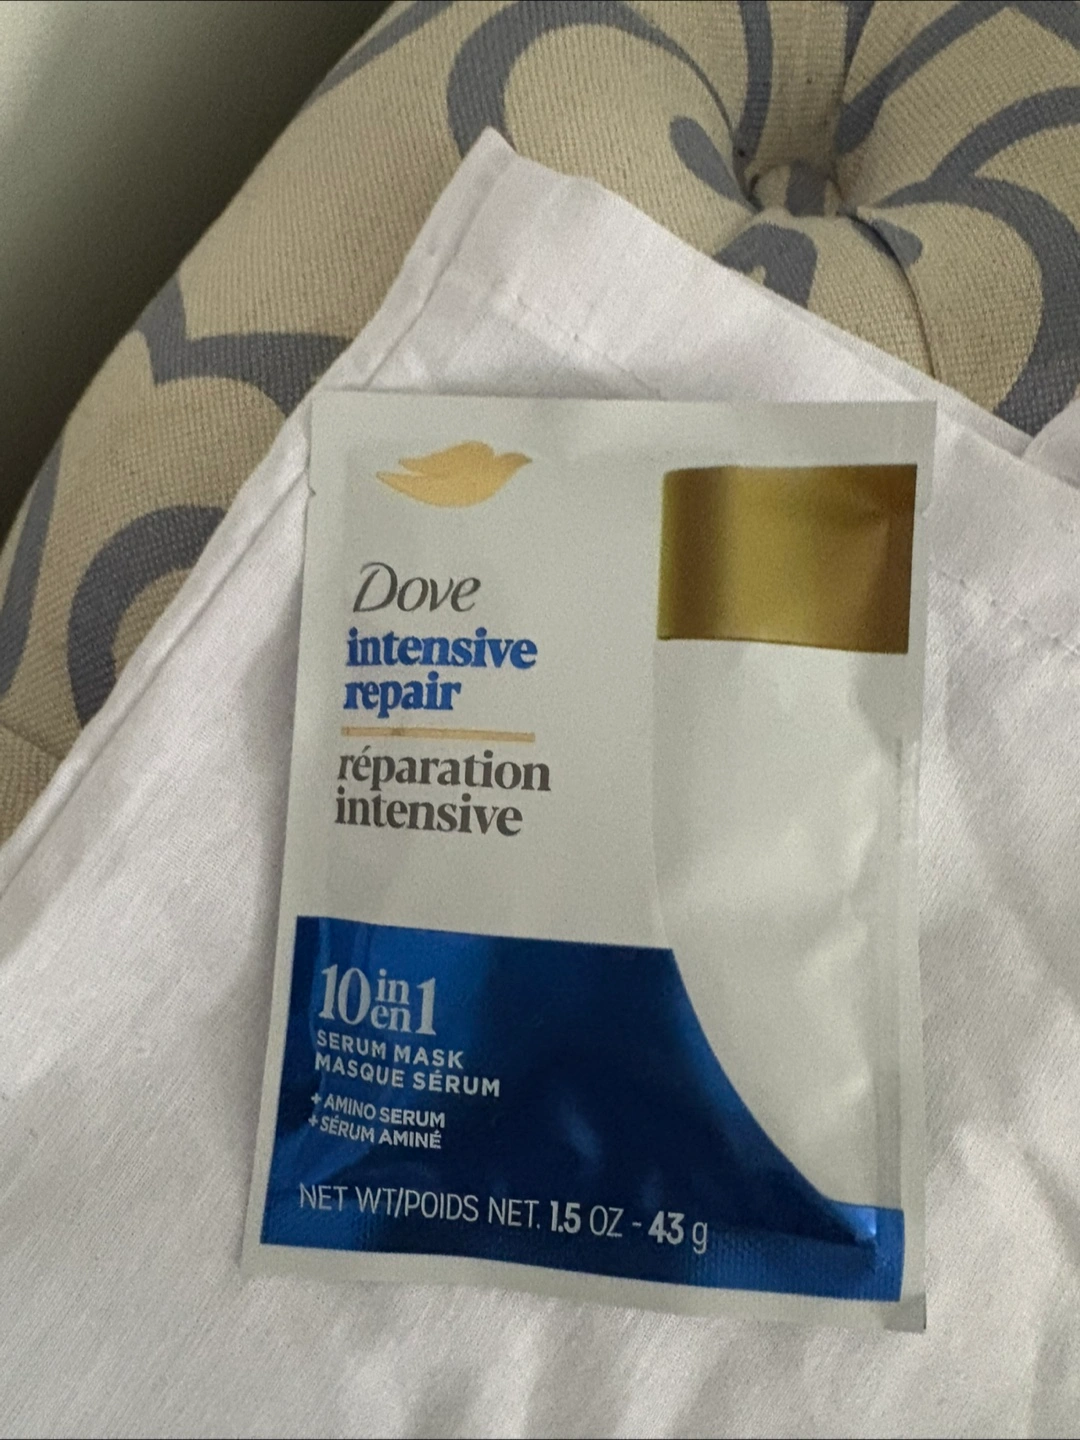 Dove
intensive
repair
réparation
intensive
10 in en 1
SERUM MASK
MASQUE SÉRUM
+ AMINO SERUM
+ SÉRUM AMINÉ
NET WT/POIDS NET. 1.5 OZ - 43 g